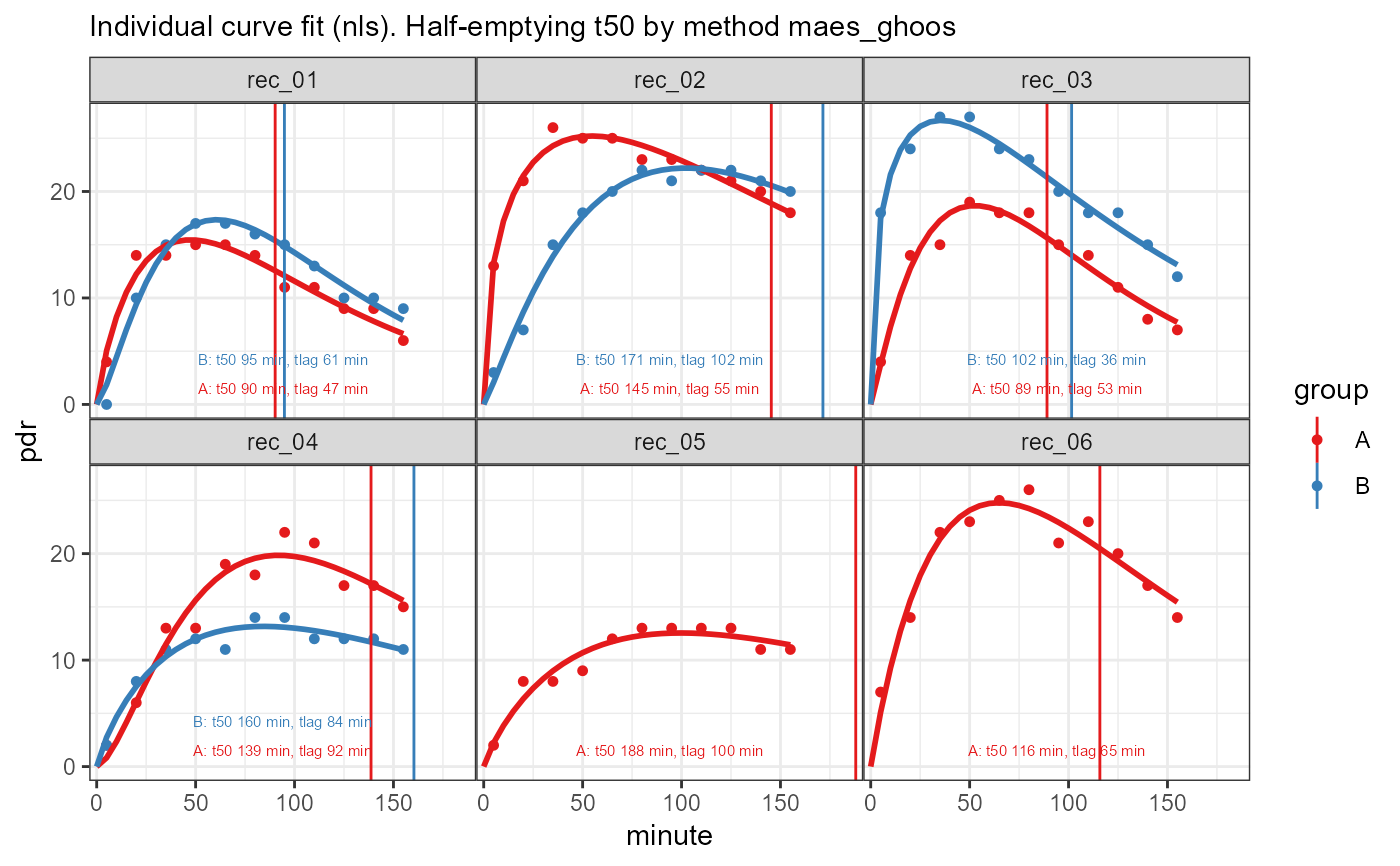 Individual curve fit (nls). Half-emptying t50 by method maes_ghoos
rec_01 rec_02 rec_03
20
10
0
B: t50 95 min, tlag 61 min
A: t50 90 min, tlag 47 min
B: t50 171 min, tlag 102 min
A: t50 145 min, tlag 55 min
B: t50 102 min, tlag 36 min
A: t50 89 min, tlag 53 min
rec_04 rec_05 rec_06
20
10
0
B: t50 160 min, tlag 84 min
A: t50 139 min, tlag 92 min
A: t50 188 min, tlag 100 min
A: t50 116 min, tlag 65 min
0 50 100 150 0 50 100 150 0 50 100 150
minute
pdr
group
A
B